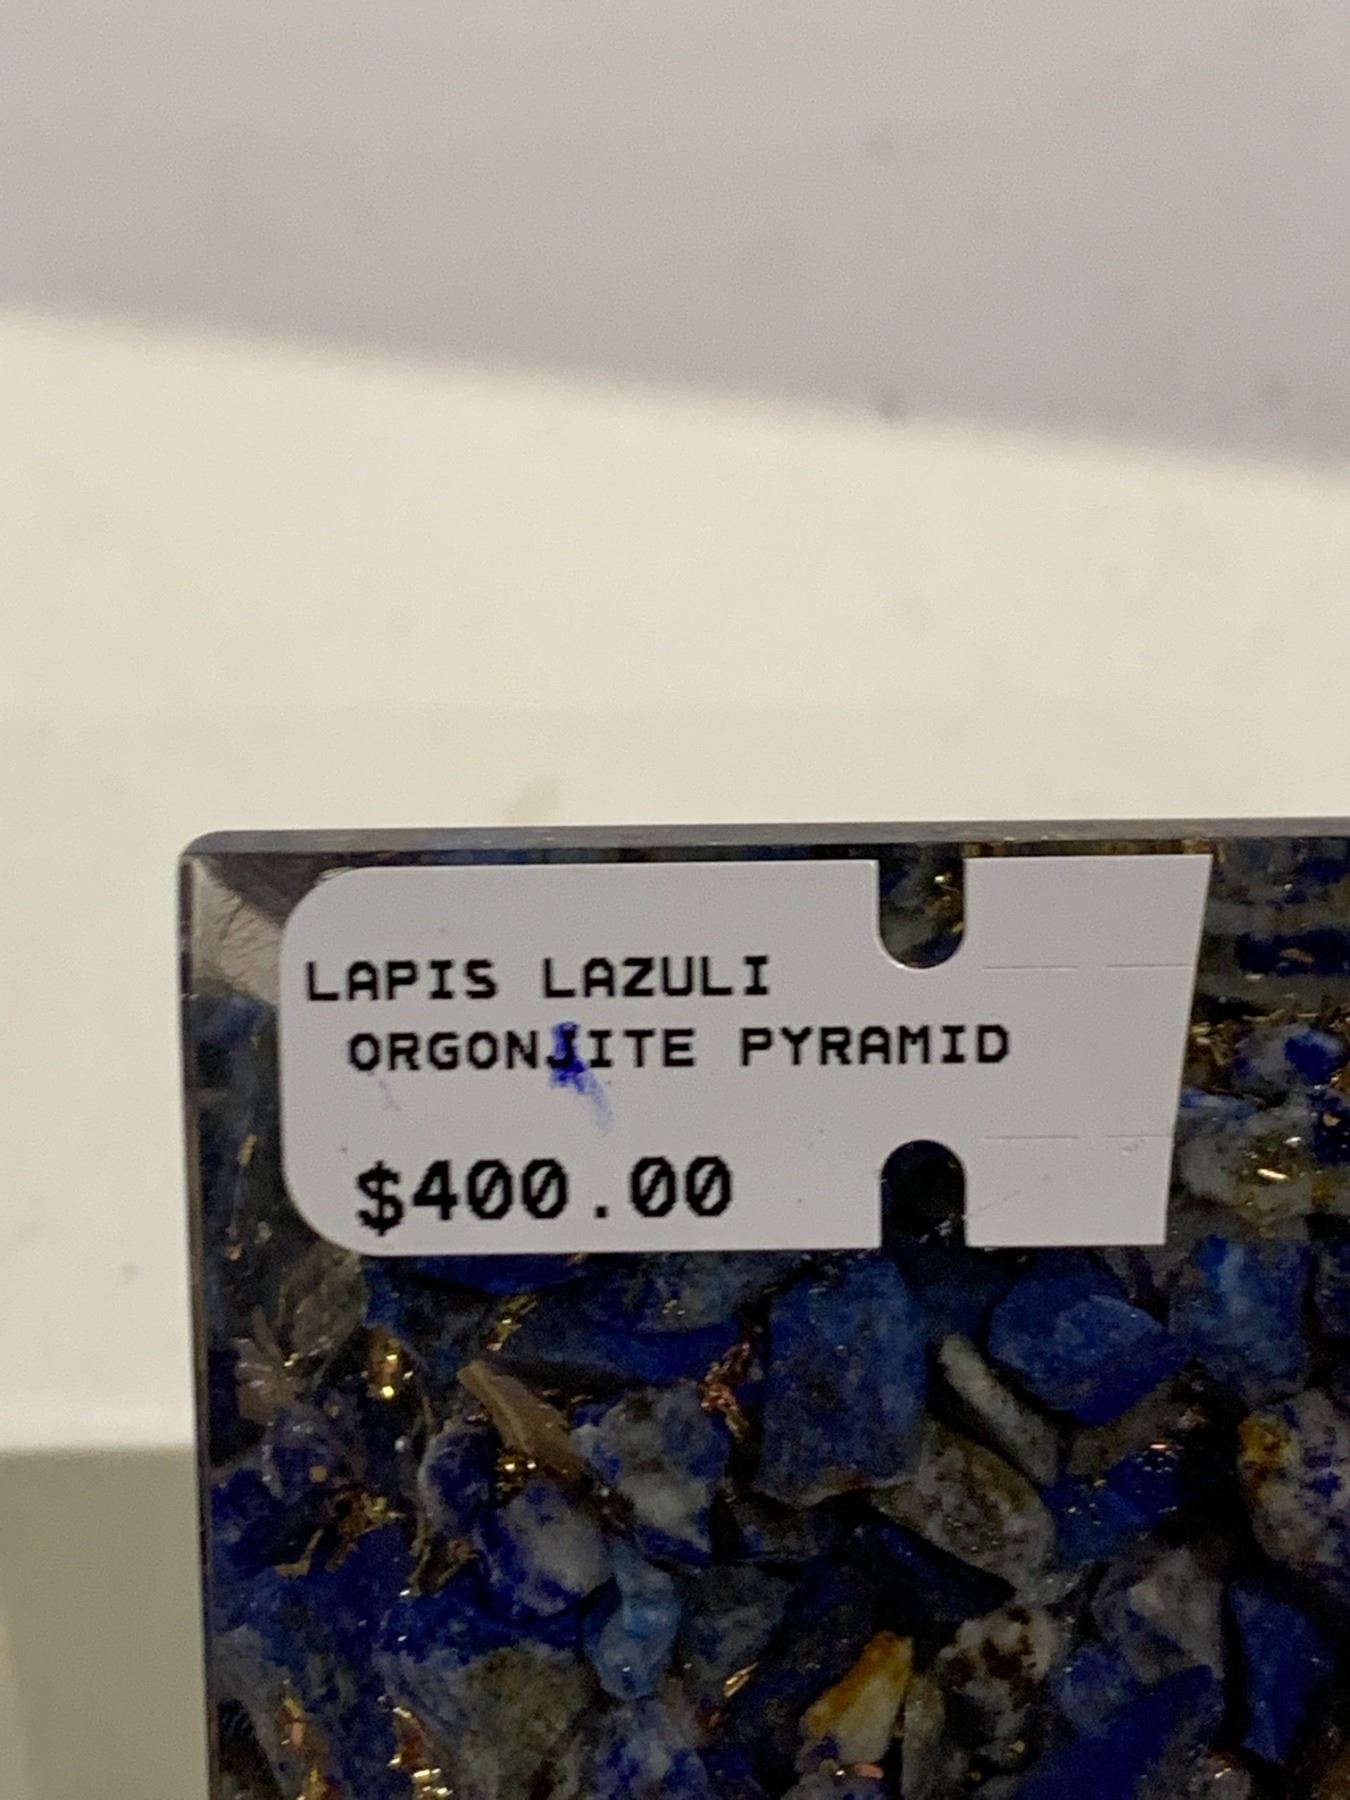 LAPIS LAZULI
ORGONJITE PYRAMID
$400.00